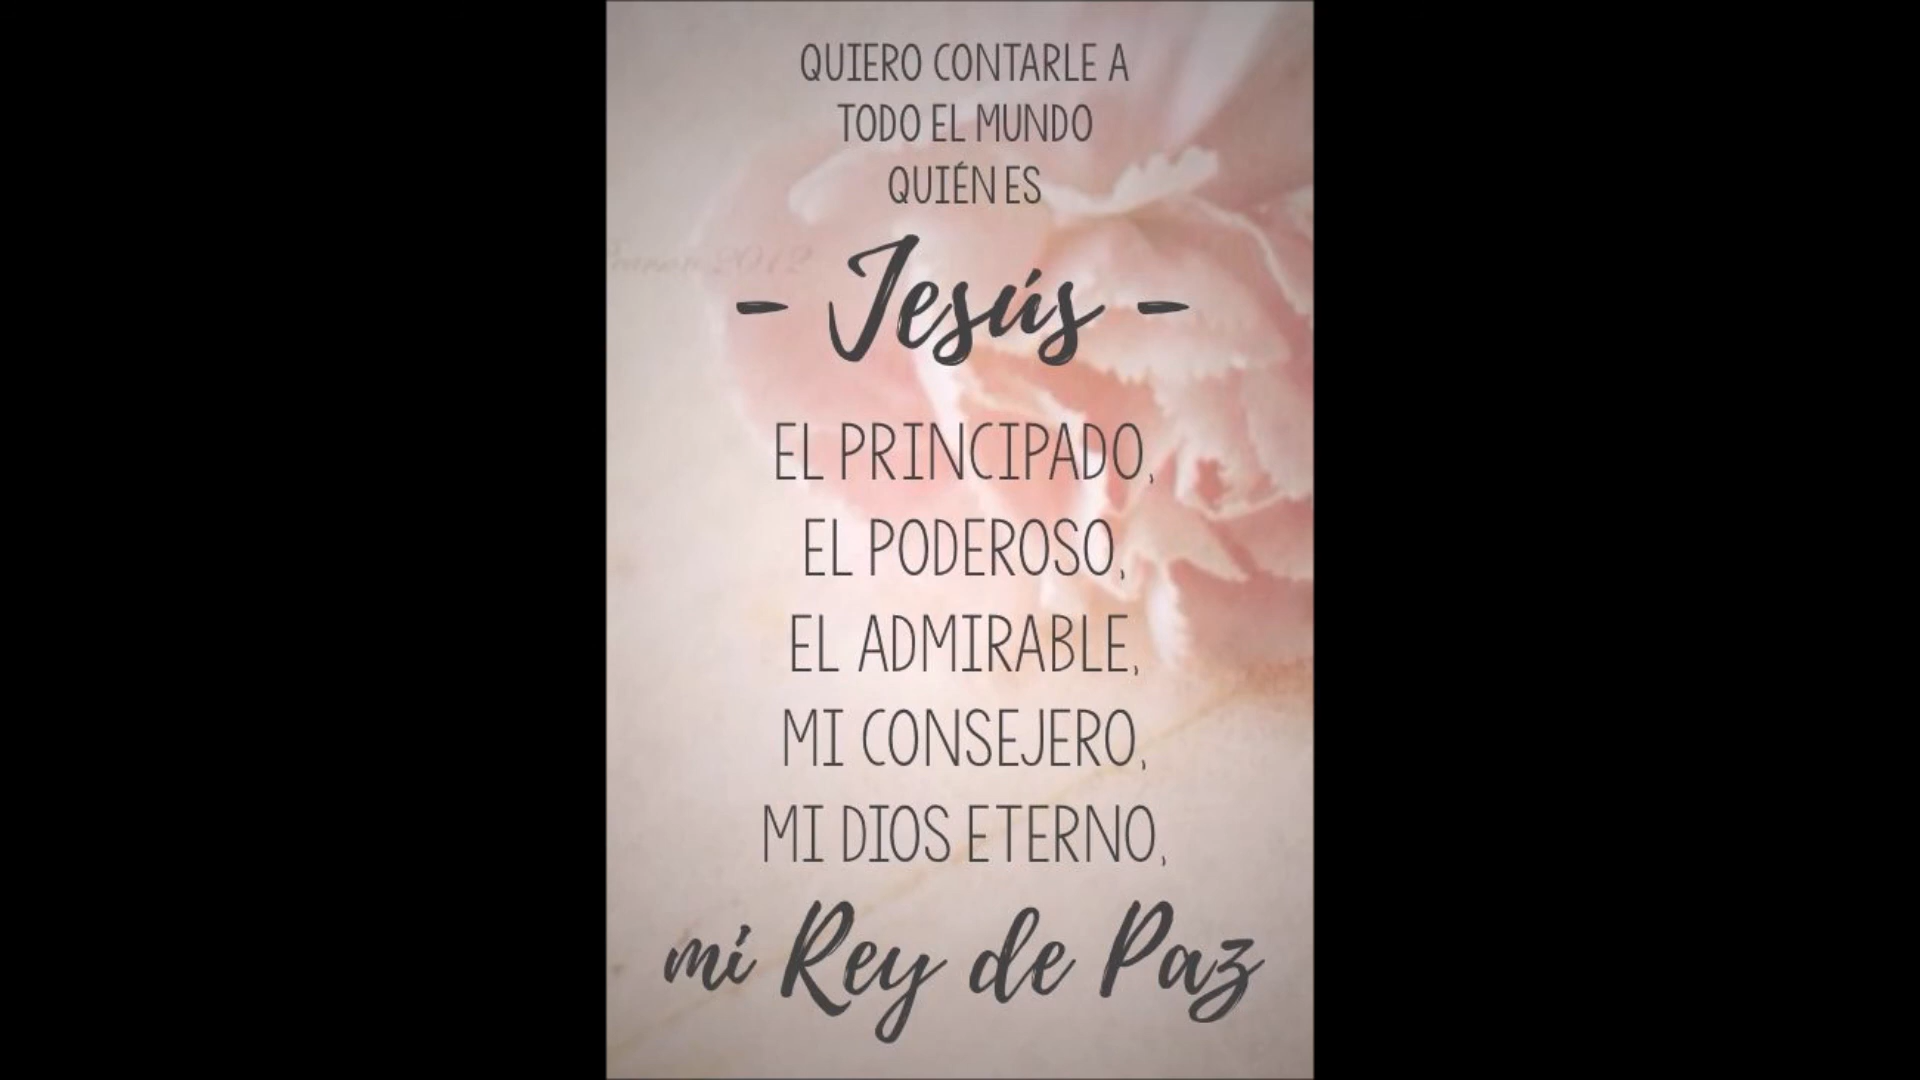 QUIERO CONTARLE A
TODO EL MUNDO
QUIÉN ES
- Jesús -
EL PRINCIPADO,
EL PODEROSO,
EL ADMIRABLE,
MI CONSEJERO,
MI DIOS ETERNO,
mi Rey de Paz
2012